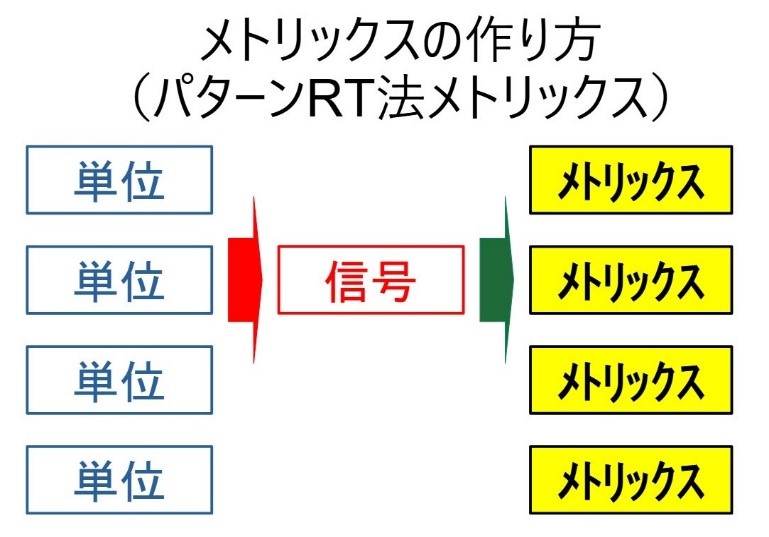 メトリックスの作り方
（パターンRT法メトリックス）
単位
メトリックス
単位
信号
メトリックス
単位
メトリックス
単位
メトリックス